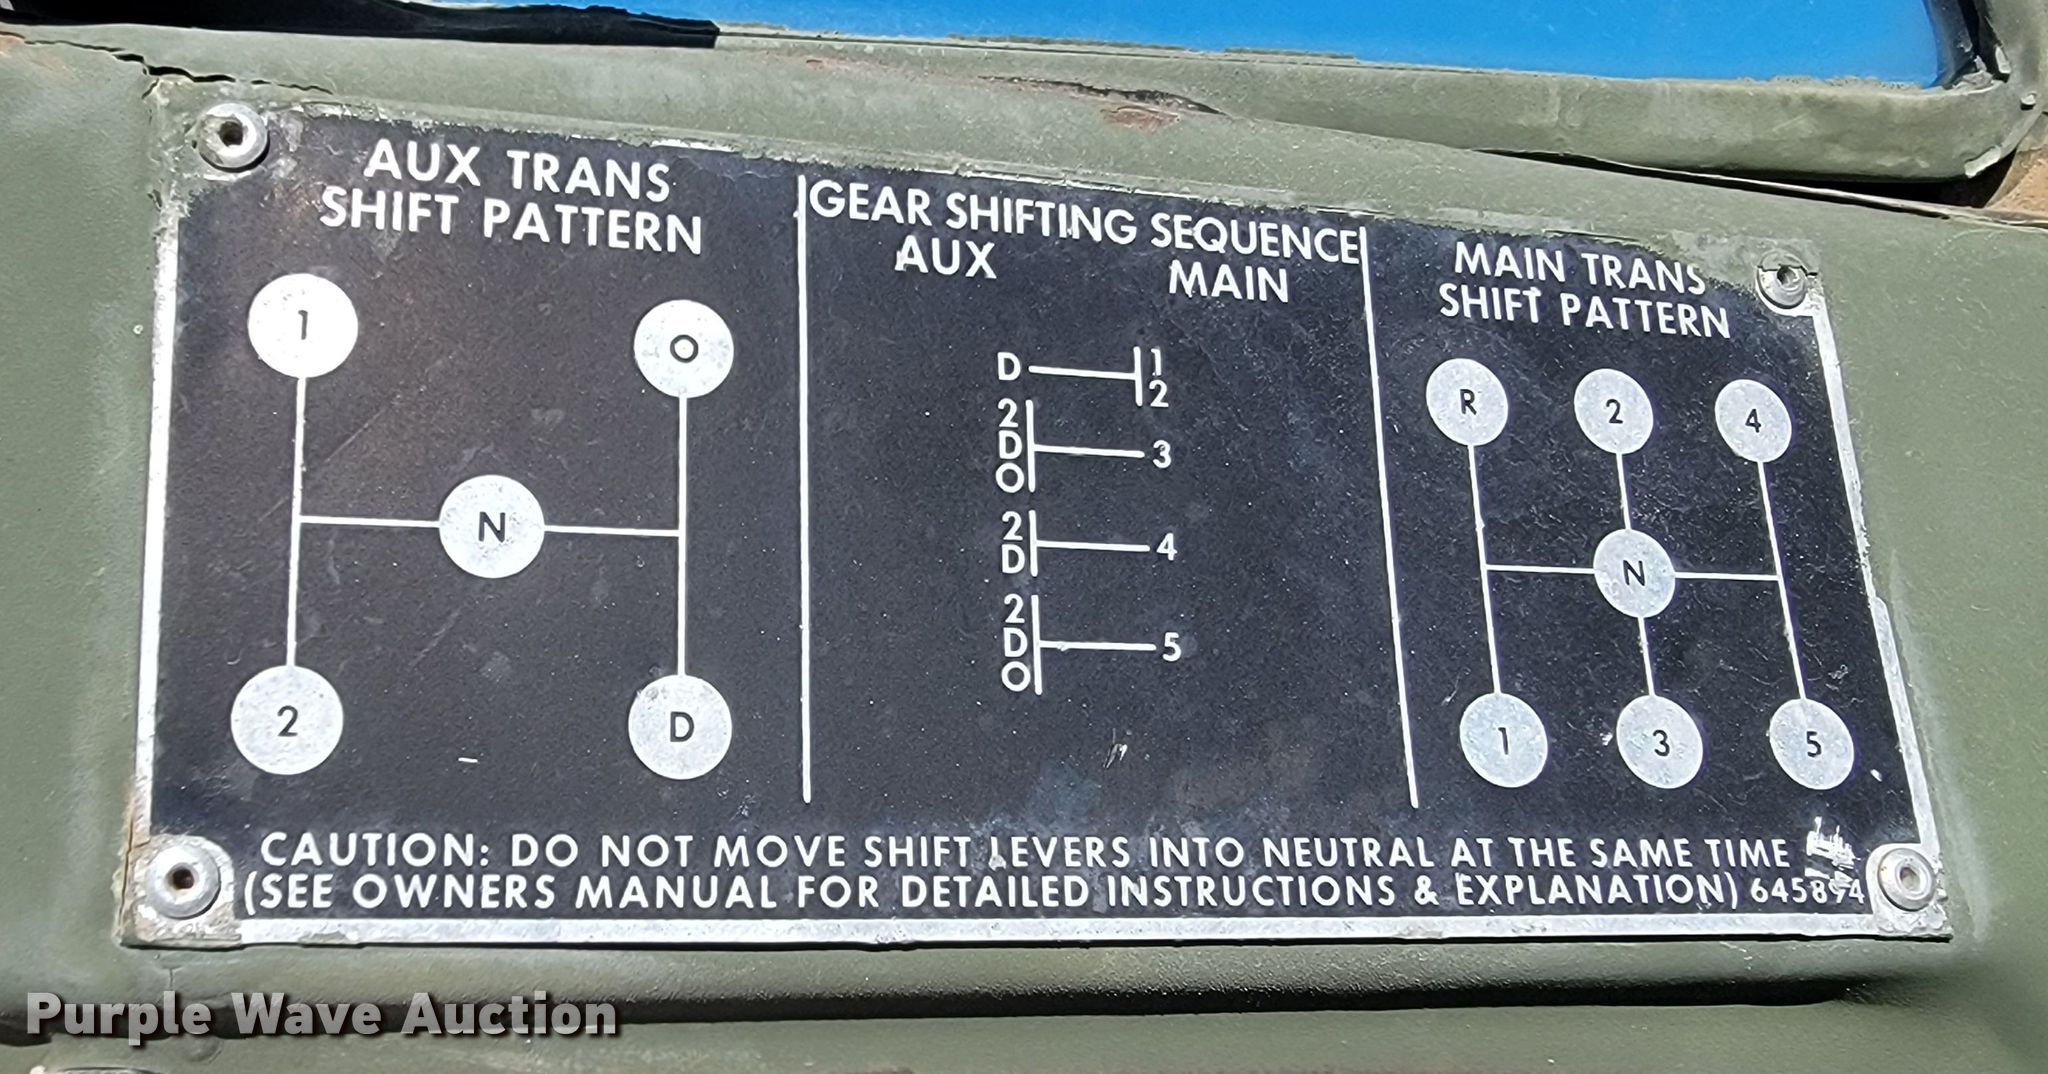 AUX TRANS
SHIFT PATTERN
1
O
N
2
D
GEAR SHIFTING SEQUENCE
AUX
MAIN
D
1
2
2
D
O
3
2
D
4
2
D
O
5
MAIN TRANS
SHIFT PATTERN
R
2
4
N
1
3
5
CAUTION: DO NOT MOVE SHIFT LEVERS INTO NEUTRAL AT THE SAME TIME
(SEE OWNERS MANUAL FOR DETAILED INSTRUCTIONS & EXPLANATION) 645894
Purple Wave Auction